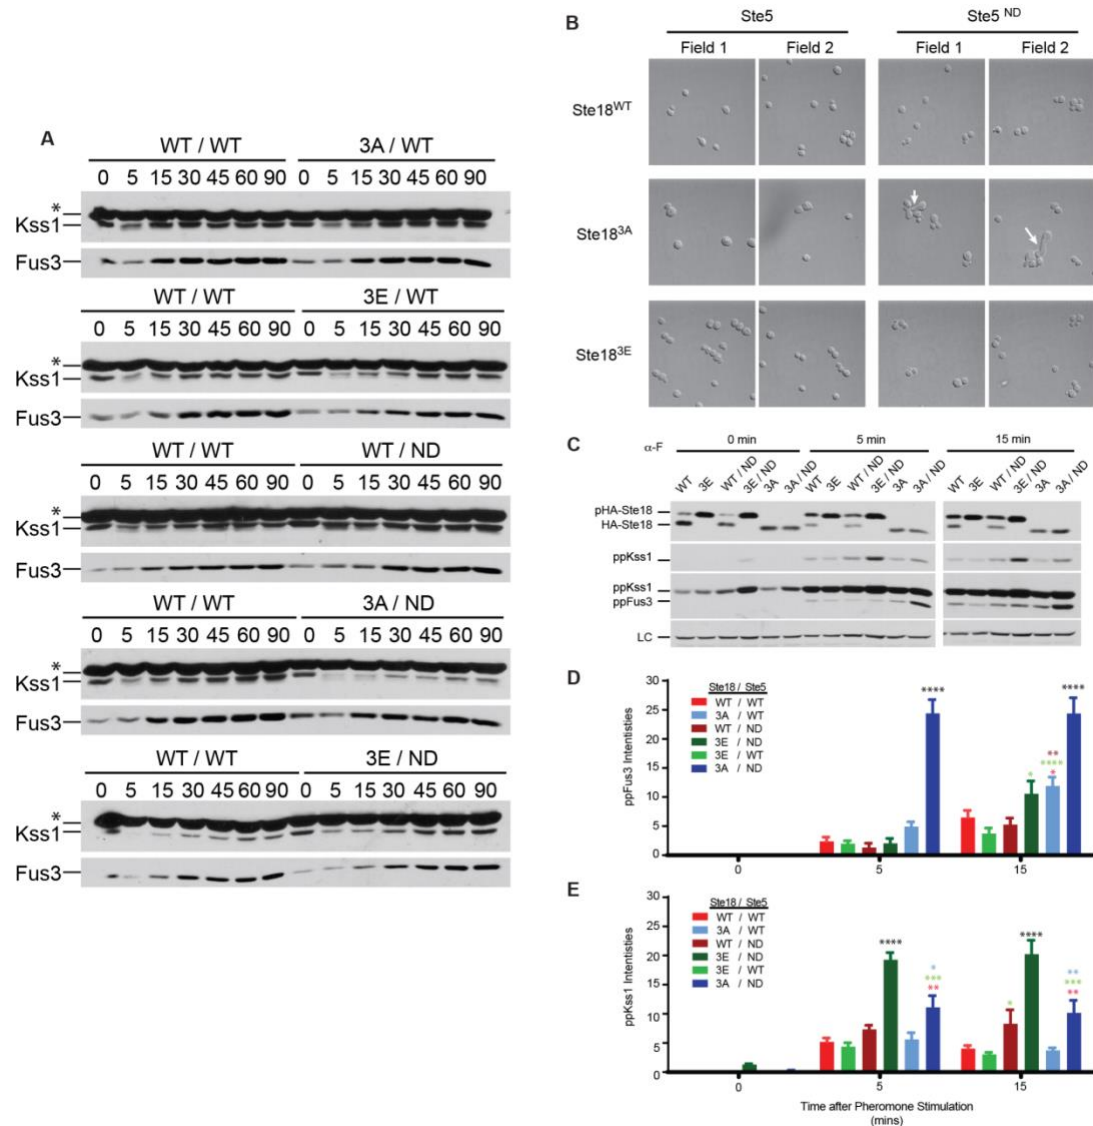 A
WT / WT 3A / WT
0 5 15 30 45 60 90 0 5 15 30 45 60 90
*
Kss1
Fus3
WT / WT 3E / WT
0 5 15 30 45 60 90 0 5 15 30 45 60 90
*
Kss1
Fus3
WT / WT WT / ND
0 5 15 30 45 60 90 0 5 15 30 45 60 90
*
Kss1
Fus3
WT / WT 3A / ND
0 5 15 30 45 60 90 0 5 15 30 45 60 90
*
Kss1
Fus3
WT / WT 3E / ND
0 5 15 30 45 60 90 0 5 15 30 45 60 90
*
Kss1
Fus3
B
Ste5 Ste5 ND
Field 1 Field 2 Field 1 Field 2
Ste18WT
Ste183A
Ste183E
C
α-F 0 min 5 min 15 min
WT 3E WT / ND 3E / ND 3A 3A / ND WT 3E WT / ND 3E / ND 3A 3A / ND WT 3E WT / ND 3E / ND 3A 3A / ND
pHA-Ste18
HA-Ste18
ppKss1
ppKss1
ppFus3
LC
D
ppFus3 Intentisties
30
25
20
15
10
5
0
Ste18 / Ste5
WT / WT
3A / WT
WT / ND
3E / ND
3E / WT
3A / ND
**** ****
**
* ****
*
0 5 15
E
ppKss1 Intentisties
30
25
20
15
10
5
0
Ste18 / Ste5
WT / WT
3A / WT
WT / ND
3E / ND
3E / WT
3A / ND
**** ****
* **
*** ***
** * **
0 5 15
Time after Pheromone Stimulation
(mins)